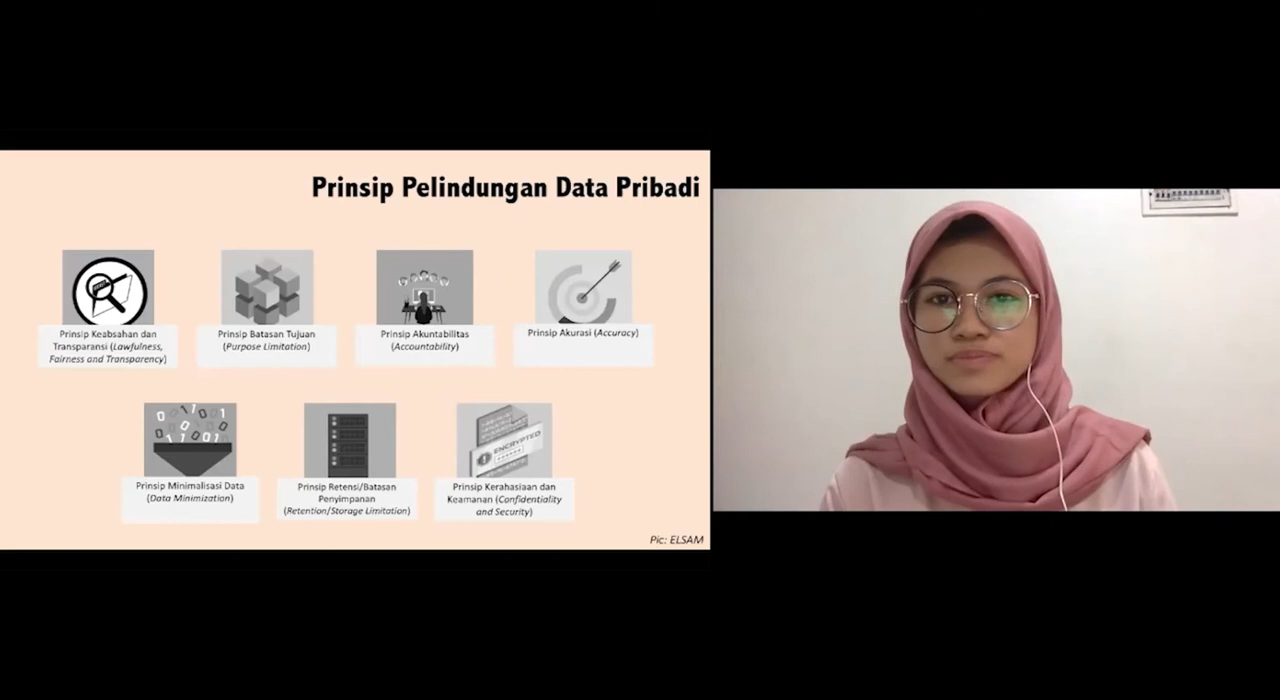 Prinsip Pelindungan Data Pribadi
Prinsip Keabsahan dan
Transparansi (Lawfulness,
Fairness and Transparency)
Prinsip Batasan Tujuan
(Purpose Limitation)
Prinsip Akuntabilitas
(Accountability)
Prinsip Akurasi (Accuracy)
Prinsip Minimalisasi Data
(Data Minimization)
Prinsip Retensi/Batasan
Penyimpanan
(Retention/Storage Limitation)
ENCRYPTED
Prinsip Kerahasiaan dan
Keamanan (Confidentiality
and Security)
Pic: ELSAM